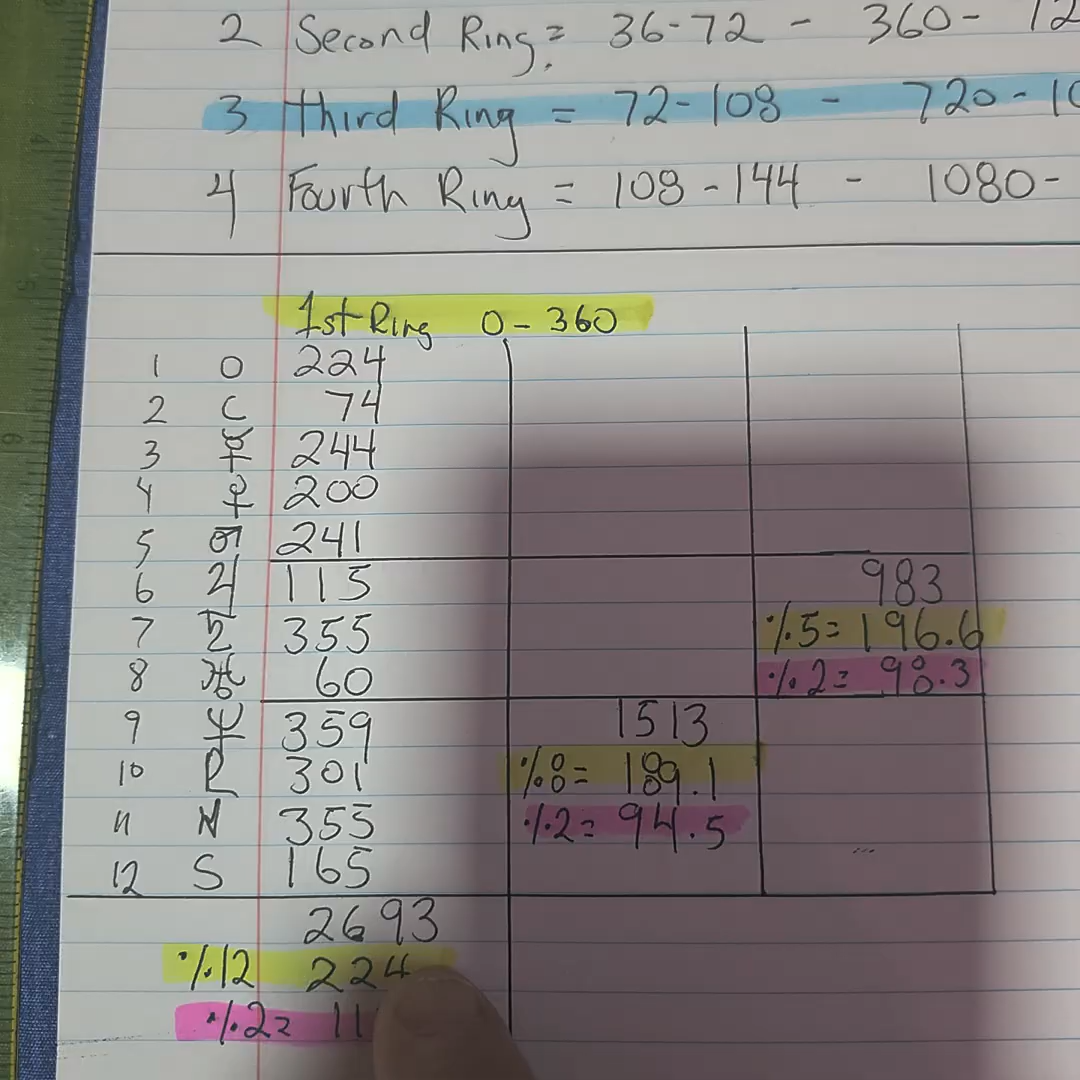 2 Second Ring = 36-72 - 360-
3 Third Ring = 72-108 - 720-
4 Fourth Ring = 108-144 - 1080-
1st Ring 0-360
1 ☉ 224
2 ☾ 74
3 ☿ 244
4 ♀ 200
5 ♂ 241
6 ♃ 115 983
7 ♄ 355 %5= 196.6
8 ♅ 60 %2= 98.3
9 ♆ 359 1513
10 P 301 %8= 189.1
11 N 355 %2= 94.5
12 S 165
2693
%12 224
%2=